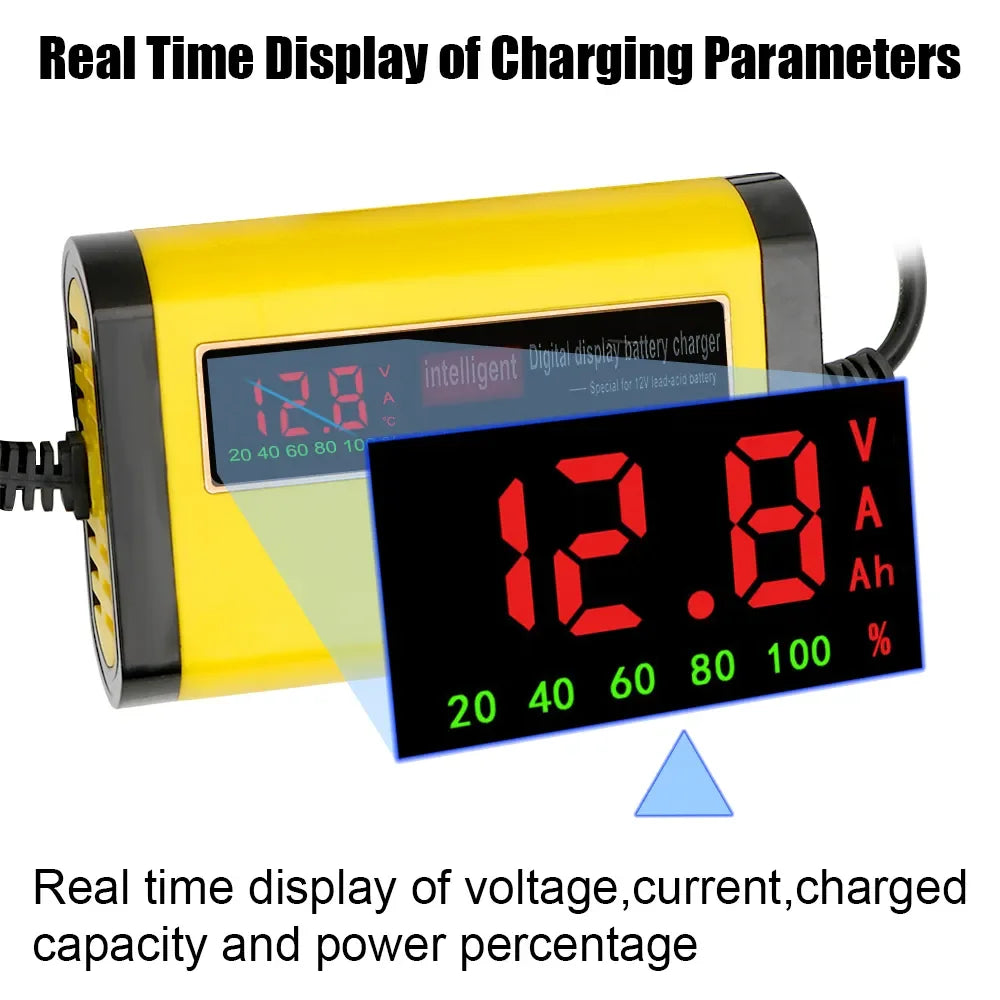 Real Time Display of Charging Parameters
intelligent Digital display battery charger
Special for 12V lead-acid battery
12.8 V
A
°C
20 40 60 80 10
12.8 V
A
Ah
20 40 60 80 100 %
Real time display of voltage,current,charged
capacity and power percentage